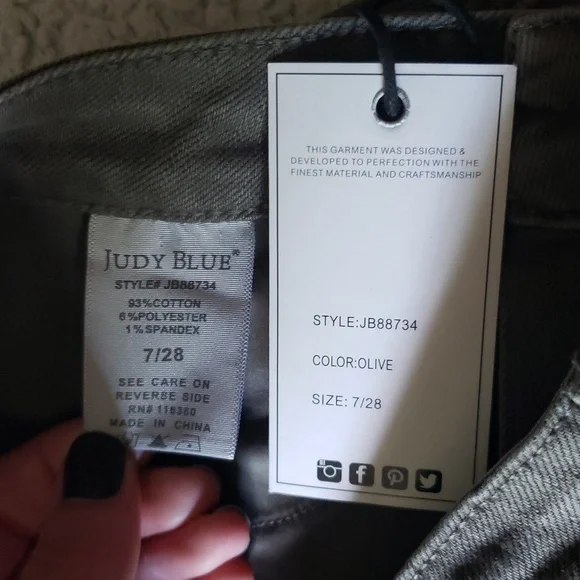 JUDY BLUE
STYLE# JB88734
93%COTTON
6%POLYESTER
1%SPANDEX
7/28
SEE CARE ON
REVERSE SIDE
RN# 116360
MADE IN CHINA
THIS GARMENT WAS DESIGNED &
DEVELOPED TO PERFECTION WITH THE
FINEST MATERIAL AND CRAFTSMANSHIP
STYLE:JB88734
COLOR:OLIVE
SIZE: 7/28